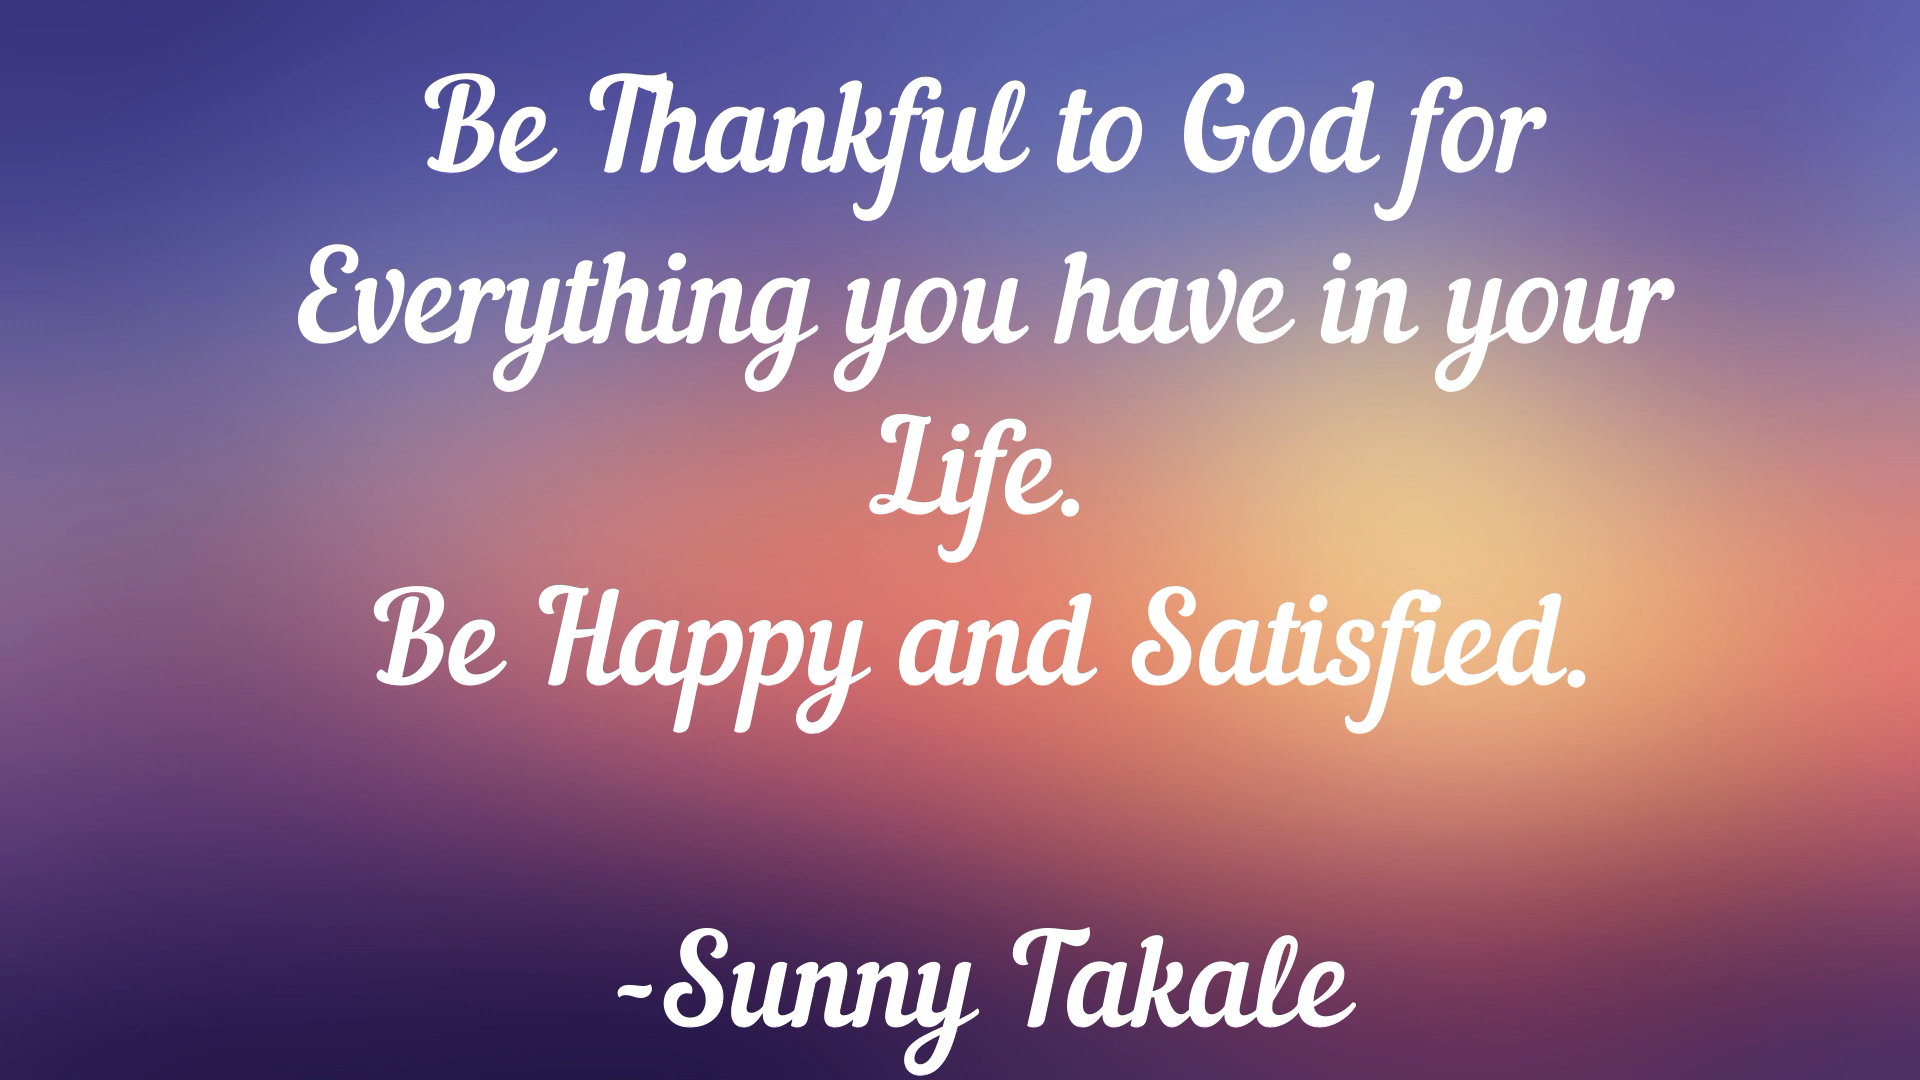 Be Thankful to God for
Everything you have in your
Life.
Be Happy and Satisfied.
-Sunny Takale